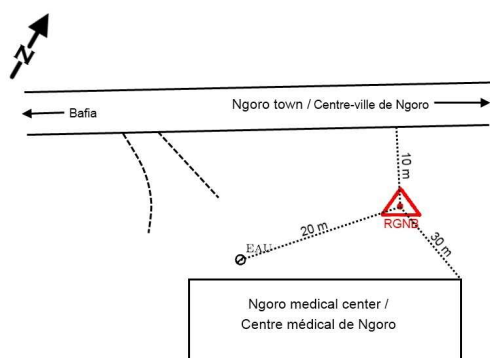 N
Bafia
Ngoro town / Centre-ville de Ngoro
10 m
RGNB
20 m
30 m
EAU
Ngoro medical center /
Centre médical de Ngoro